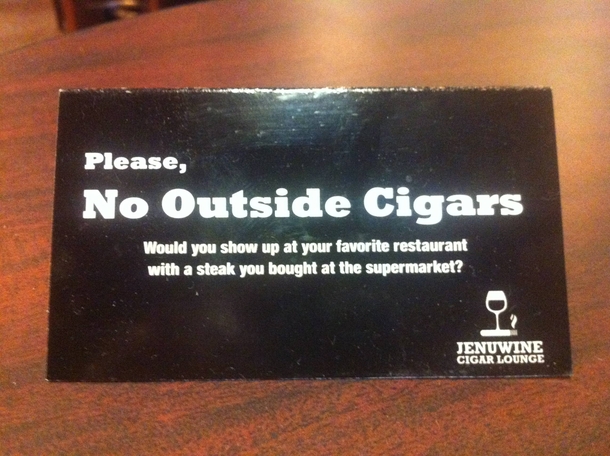 Please,
No Outside Cigars
Would you show up at your favorite restaurant
with a steak you bought at the supermarket?
JENUWINE
CIGAR LOUNGE